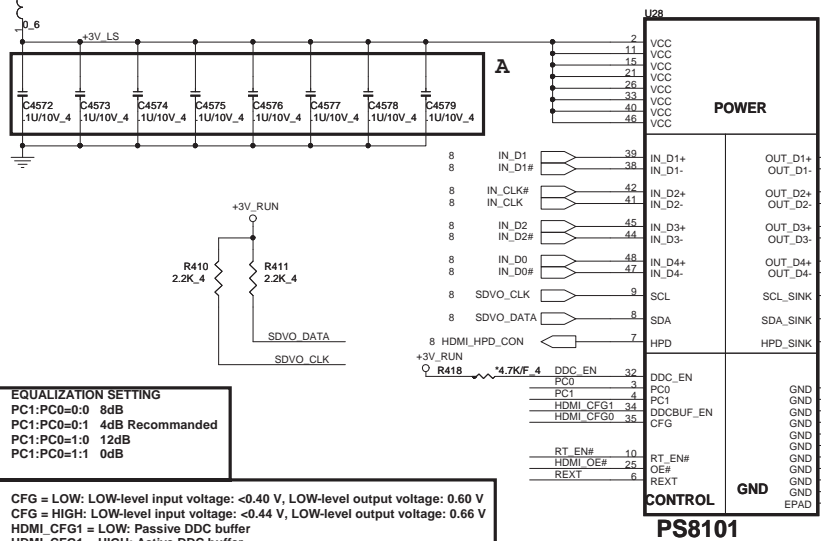 0_6
+3V_LS
A
C4572 C4573 C4574 C4575 C4576 C4577 C4578 C4579
.1U/10V_4 .1U/10V_4 .1U/10V_4 .1U/10V_4 .1U/10V_4 .1U/10V_4 .1U/10V_4 .1U/10V_4
+3V_RUN
R410 R411
2.2K_4 2.2K_4
SDVO_DATA
SDVO_CLK
EQUALIZATION SETTING
PC1:PC0=0:0 8dB
PC1:PC0=0:1 4dB Recommanded
PC1:PC0=1:0 12dB
PC1:PC0=1:1 0dB
CFG = LOW: LOW-level input voltage: <0.40 V, LOW-level output voltage: 0.60 V
CFG = HIGH: LOW-level input voltage: <0.44 V, LOW-level output voltage: 0.66 V
HDMI_CFG1 = LOW: Passive DDC buffer
HDMI_CFG1 = HIGH: Active DDC buffer
U28
2 VCC
11 VCC
15 VCC
21 VCC
26 VCC
33 VCC
40 VCC
46 VCC
POWER
8 IN_D1 39 IN_D1+ OUT_D1+
8 IN_D1# 38 IN_D1- OUT_D1-
8 IN_CLK# 42 IN_D2+ OUT_D2+
8 IN_CLK 41 IN_D2- OUT_D2-
8 IN_D2 45 IN_D3+ OUT_D3+
8 IN_D2# 44 IN_D3- OUT_D3-
8 IN_D0 48 IN_D4+ OUT_D4+
8 IN_D0# 47 IN_D4- OUT_D4-
8 SDVO_CLK 9 SCL SCL_SINK
8 SDVO_DATA 8 SDA SDA_SINK
8 HDMI_HPD_CON 7 HPD HPD_SINK
+3V_RUN
R418 *4.7K/F_4 DDC_EN 32 DDC_EN
PC0 3 PC0 GND
PC1 4 PC1 GND
HDMI_CFG1 34 DDCBUF_EN GND
HDMI_CFG0 35 CFG GND
GND
GND
RT_EN# 10 RT_EN# GND
HDMI_OE# 25 OE# GND
REXT 6 REXT GND
GND
CONTROL GND EPAD
PS8101